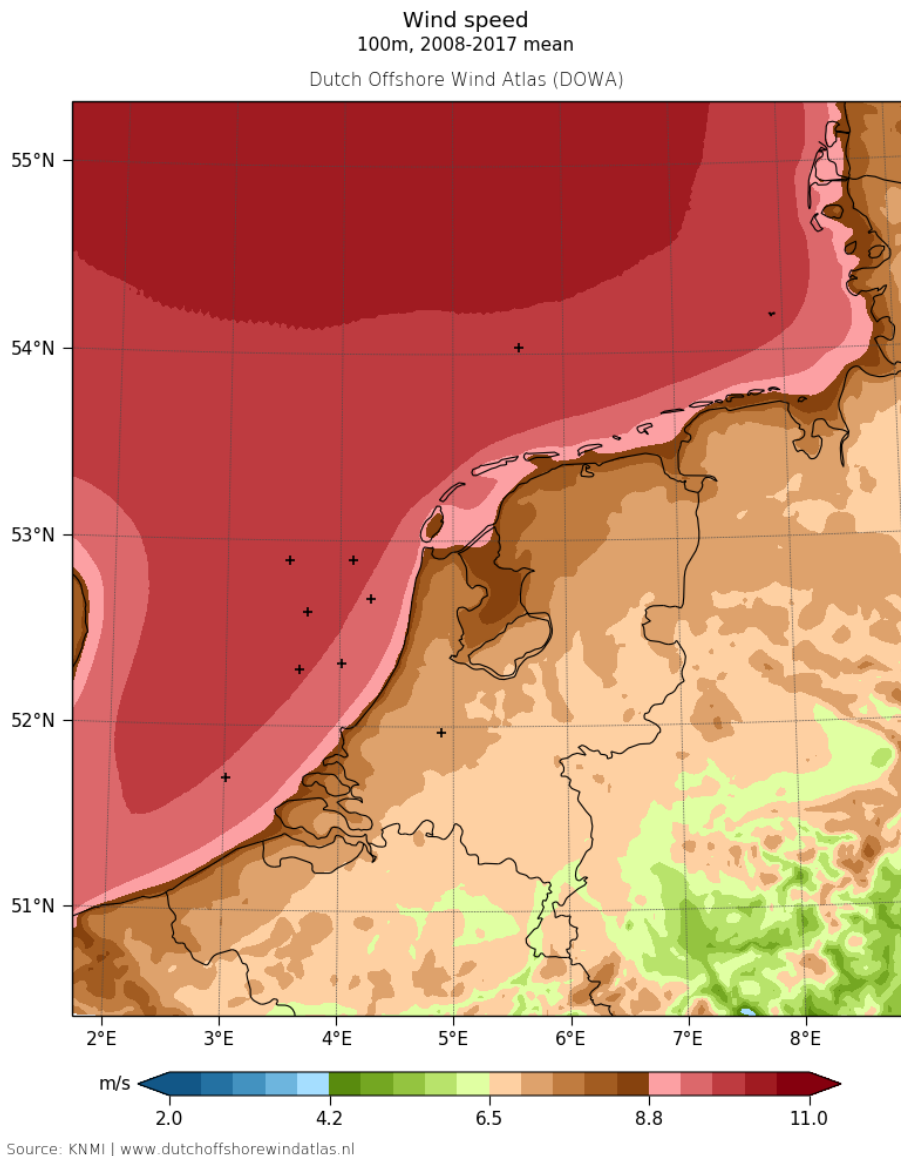 Wind speed
100m, 2008-2017 mean
Dutch Offshore Wind Atlas (DOWA)
55°N
54°N
53°N
52°N
51°N
2°E 3°E 4°E 5°E 6°E 7°E 8°E
m/s
2.0 4.2 6.5 8.8 11.0
Source: KNMI | www.dutchoffshorewindatlas.nl